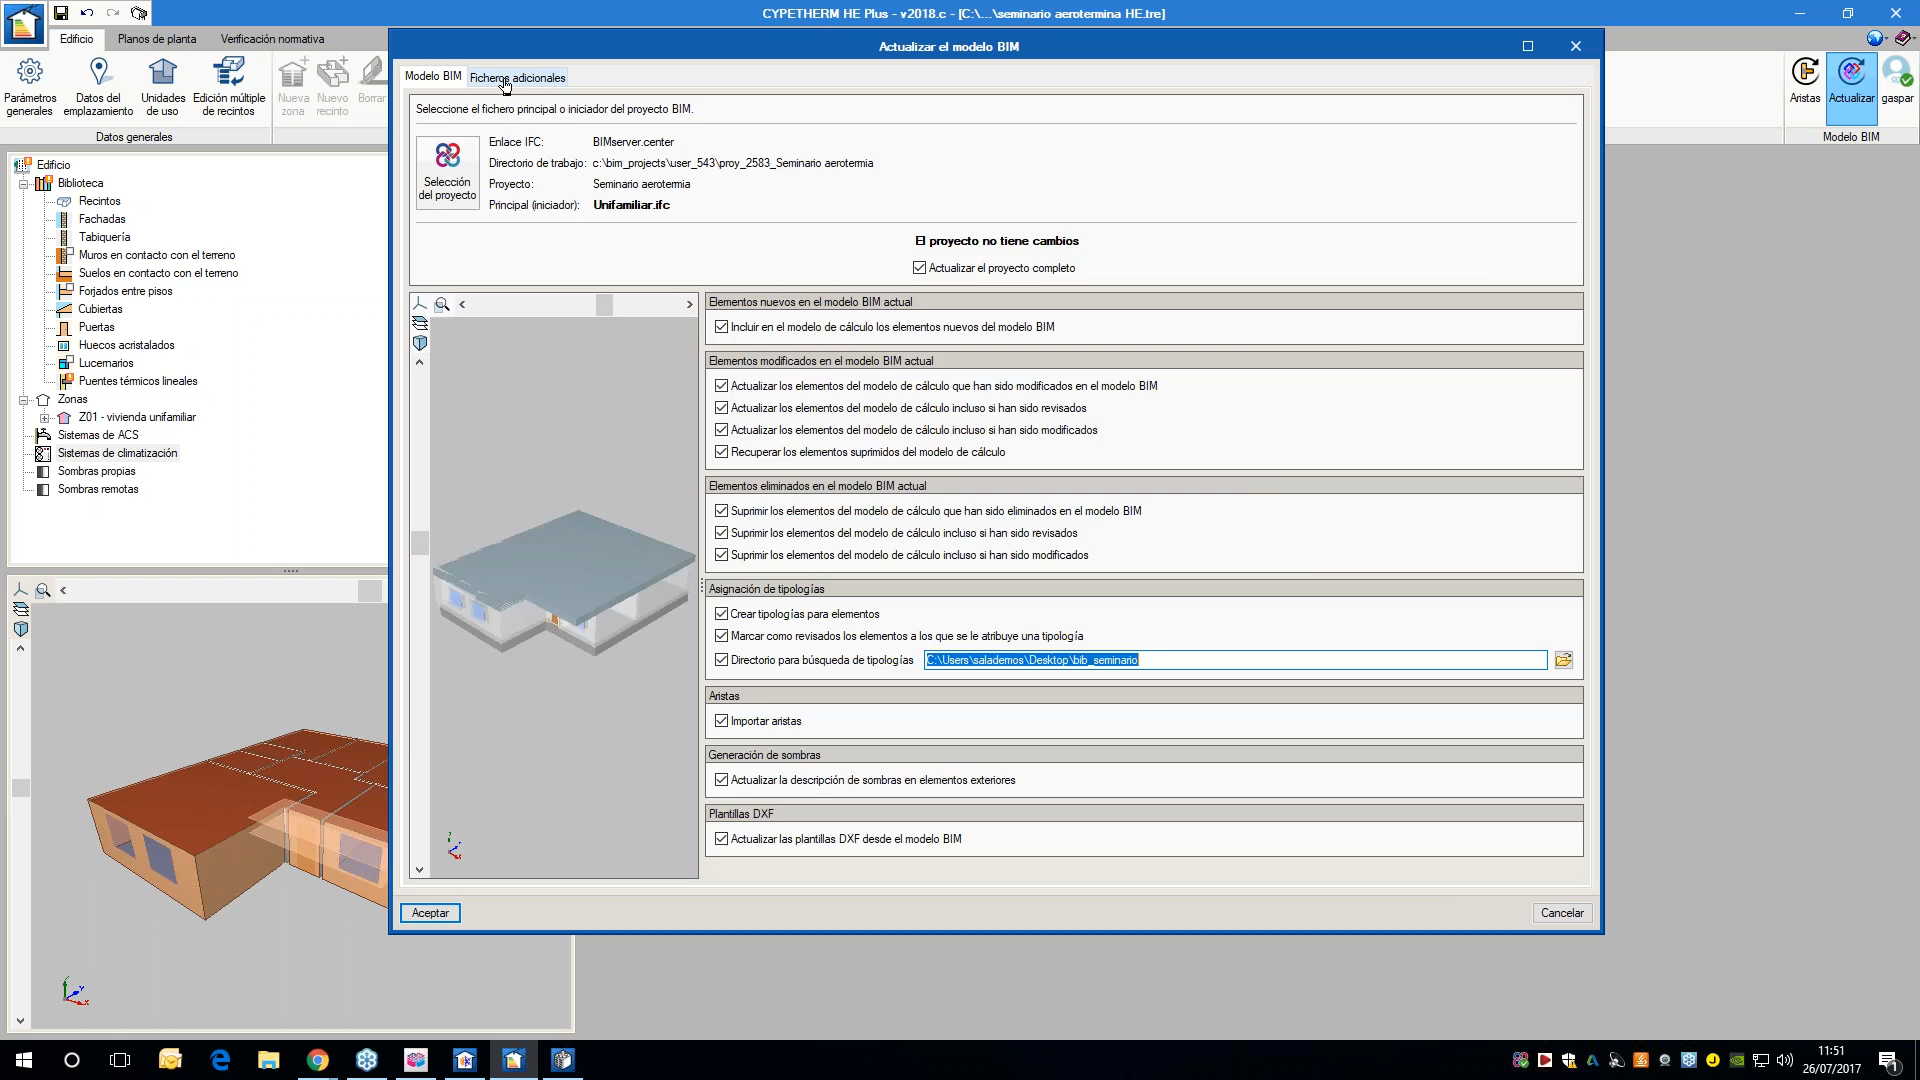 CYPETHERM HE Plus - v2018.c - [C:\...\seminario aerotermina HE.tre]
Edificio
Planos de planta
Verificación normativa
Parámetros generales
Datos del emplazamiento
Unidades de uso
Edición múltiple de recintos
Nueva zona
Nuevo recinto
Borrar
Datos generales
Aristas
Actualizar
gaspar
Modelo BIM
Edificio
Biblioteca
Recintos
Fachadas
Tabiquería
Muros en contacto con el terreno
Suelos en contacto con el terreno
Forjados entre pisos
Cubiertas
Puertas
Huecos acristalados
Lucernarios
Puentes térmicos lineales
Zonas
Z01 - vivienda unifamiliar
Sistemas de ACS
Sistemas de climatización
Sombras propias
Sombras remotas
Actualizar el modelo BIM
Modelo BIM
Ficheros adicionales
Seleccione el fichero principal o iniciador del proyecto BIM.
Selección del proyecto
Enlace IFC: BIMserver.center
Directorio de trabajo: c:\bim_projects\user_543\proy_2583_Seminario aerotermia
Proyecto: Seminario aerotermia
Principal (iniciador): Unifamiliar.ifc
El proyecto no tiene cambios
Actualizar el proyecto completo
Elementos nuevos en el modelo BIM actual
Incluir en el modelo de cálculo los elementos nuevos del modelo BIM
Elementos modificados en el modelo BIM actual
Actualizar los elementos del modelo de cálculo que han sido modificados en el modelo BIM
Actualizar los elementos del modelo de cálculo incluso si han sido revisados
Actualizar los elementos del modelo de cálculo incluso si han sido modificados
Recuperar los elementos suprimidos del modelo de cálculo
Elementos eliminados en el modelo BIM actual
Suprimir los elementos del modelo de cálculo que han sido eliminados en el modelo BIM
Suprimir los elementos del modelo de cálculo incluso si han sido revisados
Suprimir los elementos del modelo de cálculo incluso si han sido modificados
Asignación de tipologías
Crear tipologías para elementos
Marcar como revisados los elementos a los que se le atribuye una tipología
Directorio para búsqueda de tipologías C:\Users\salademos\Desktop\bib_seminario
Aristas
Importar aristas
Generación de sombras
Actualizar la descripción de sombras en elementos exteriores
Plantillas DXF
Actualizar las plantillas DXF desde el modelo BIM
Aceptar
Cancelar
11:51
26/07/2017
1